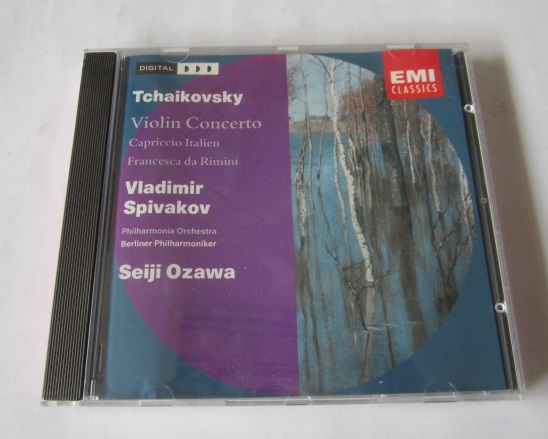 DIGITAL DDD
EMI
CLASSICS
Tchaikovsky
Violin Concerto
Capriccio Italien
Francesca da Rimini
Vladimir
Spivakov
Philharmonia Orchestra
Berliner Philharmoniker
Seiji Ozawa